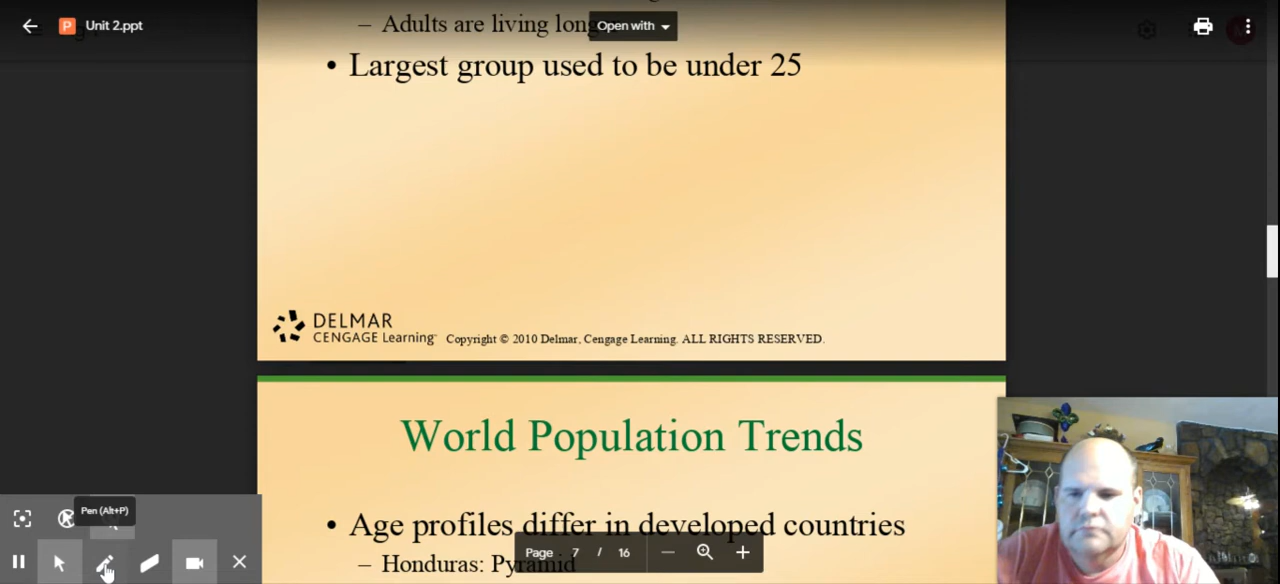 Unit 2.ppt
Open with
– Adults are living long
• Largest group used to be under 25
DELMAR
CENGAGE Learning
Copyright © 2010 Delmar, Cengage Learning. ALL RIGHTS RESERVED.
World Population Trends
• Age profiles differ in developed countries
– Honduras: Pyramid
Page 7 / 16
Pen (Alt+P)